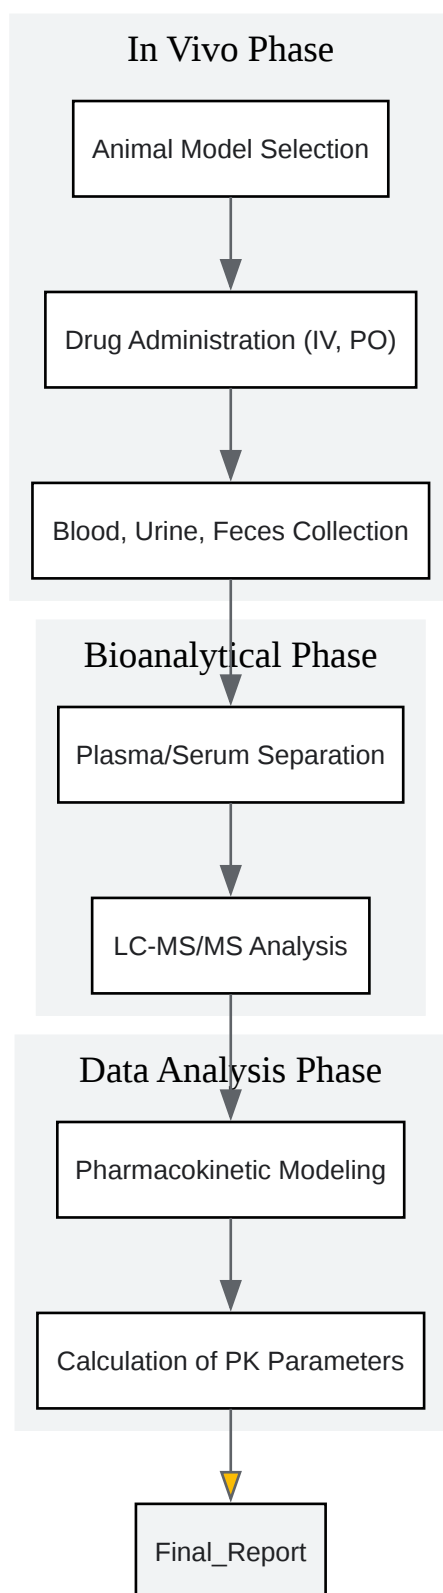 In Vivo Phase
Animal Model Selection
Drug Administration (IV, PO)
Blood, Urine, Feces Collection
Bioanalytical Phase
Plasma/Serum Separation
LC-MS/MS Analysis
Data Analysis Phase
Pharmacokinetic Modeling
Calculation of PK Parameters
Final_Report